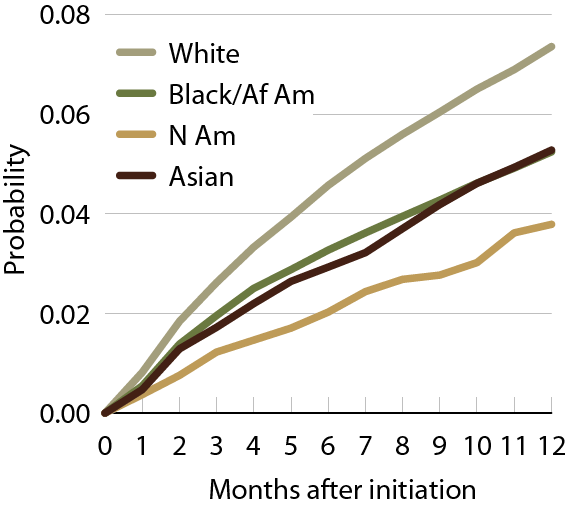 0.08
White
Black/Af Am
N Am
Asian
0.06
0.04
0.02
0.00
Probability
0 1 2 3 4 5 6 7 8 9 10 11 12
Months after initiation